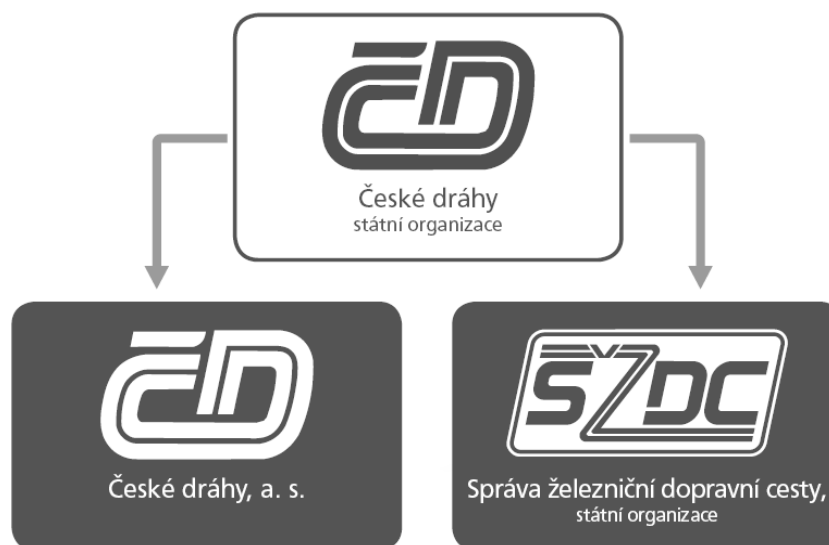 ČD
České dráhy
státní organizace
ČD
České dráhy, a. s.
SŽDC
Správa železniční dopravní cesty,
státní organizace